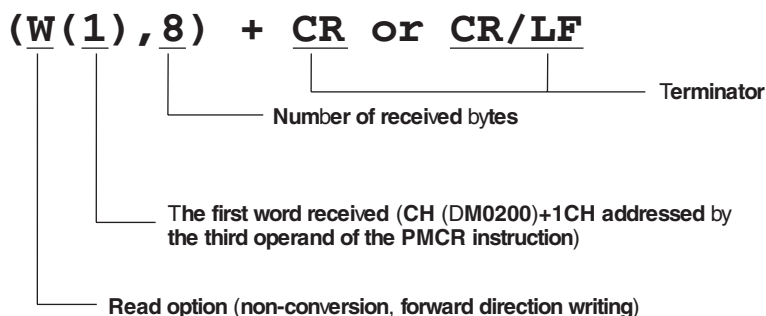 (W(1),8) + CR or CR/LF
Terminator
Number of received bytes
The first word received (CH (DM0200)+1CH addressed by
the third operand of the PMCR instruction)
Read option (non-conversion, forward direction writing)